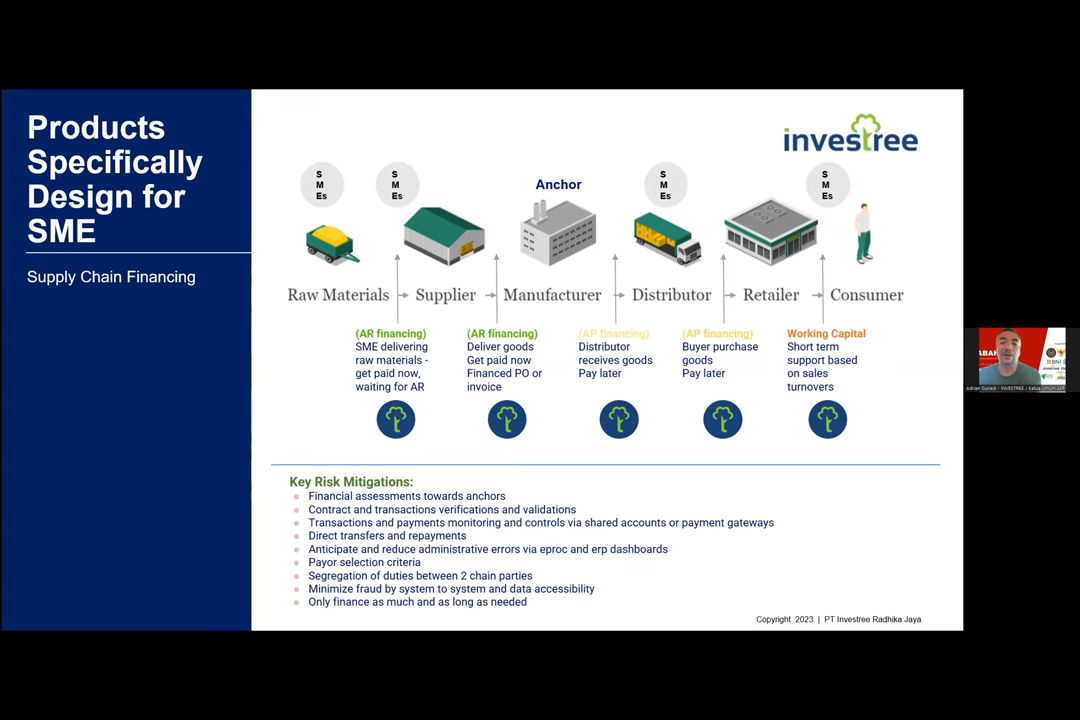 Products
Specifically
Design for
SME
Supply Chain Financing
investree
S
M
Es
S
M
Es
Anchor
S
M
Es
S
M
Es
Raw Materials
Supplier
Manufacturer
Distributor
Retailer
Consumer
(AR financing)
SME delivering
raw materials -
get paid now,
waiting for AR
(AR financing)
Deliver goods
Get paid now
Financed PO or
invoice
(AP financing)
Distributor
receives goods
Pay later
(AP financing)
Buyer purchase
goods
Pay later
Working Capital
Short term
support based
on sales
turnovers
Key Risk Mitigations:
Financial assessments towards anchors
Contract and transactions verifications and validations
Transactions and payments monitoring and controls via shared accounts or payment gateways
Direct transfers and repayments
Anticipate and reduce administrative errors via eproc and erp dashboards
Payor selection criteria
Segregation of duties between 2 chain parties
Minimize fraud by system to system and data accessibility
Only finance as much and as long as needed
Copyright 2023 | PT Investree Radhika Jaya
BNI
Adrian Gunadi - INVESTREE / Ketua Umum AFP